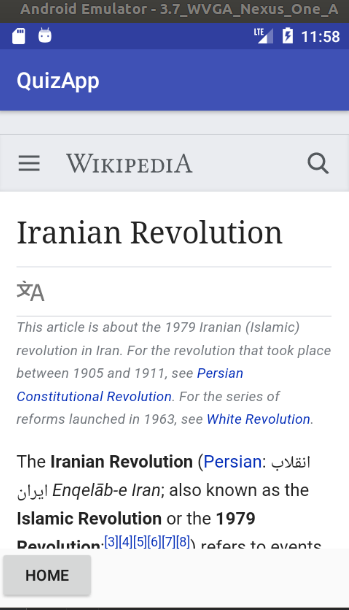 Android Emulator - 3.7_WVGA_Nexus_One_A
LTE 11:58
QuizApp
WIKIPEDIA
Iranian Revolution
文A
This article is about the 1979 Iranian (Islamic)
revolution in Iran. For the revolution that took place
between 1905 and 1911, see Persian
Constitutional Revolution. For the series of
reforms launched in 1963, see White Revolution.
The Iranian Revolution (Persian: انقلاب
ایران Enqelāb-e Iran; also known as the
Islamic Revolution or the 1979
Revolution;[3][4][5][6][7][8]) refers to events
HOME